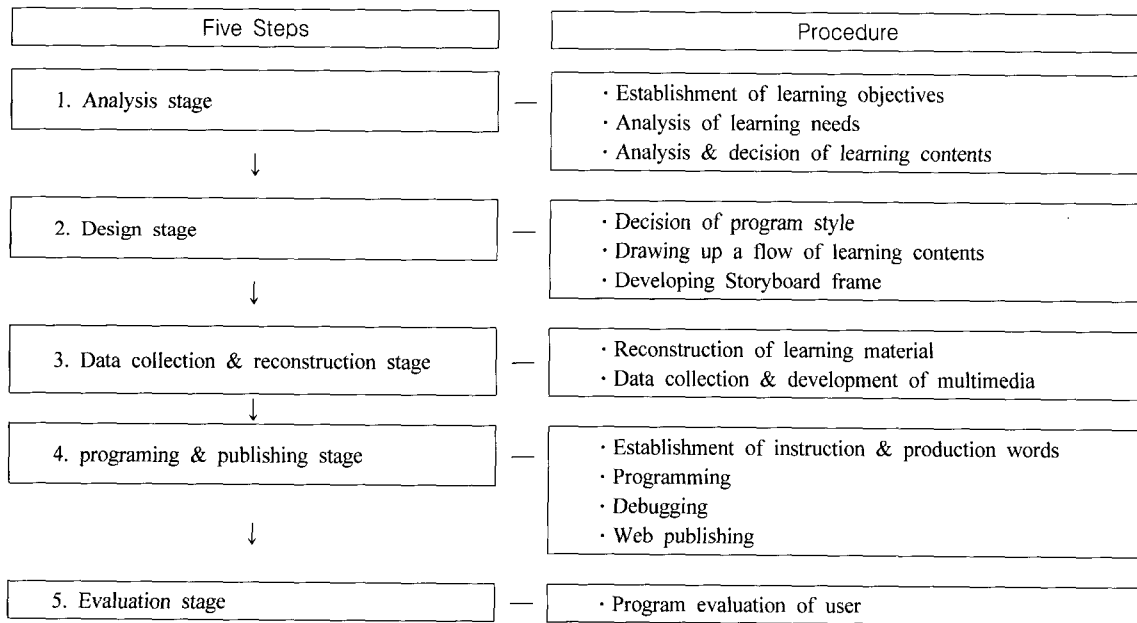 Five Steps
Procedure
1. Analysis stage
· Establishment of learning objectives
· Analysis of learning needs
· Analysis & decision of learning contents
2. Design stage
· Decision of program style
· Drawing up a flow of learning contents
· Developing Storyboard frame
3. Data collection & reconstruction stage
· Reconstruction of learning material
· Data collection & development of multimedia
4. programing & publishing stage
· Establishment of instruction & production words
· Programming
· Debugging
· Web publishing
5. Evaluation stage
· Program evaluation of user